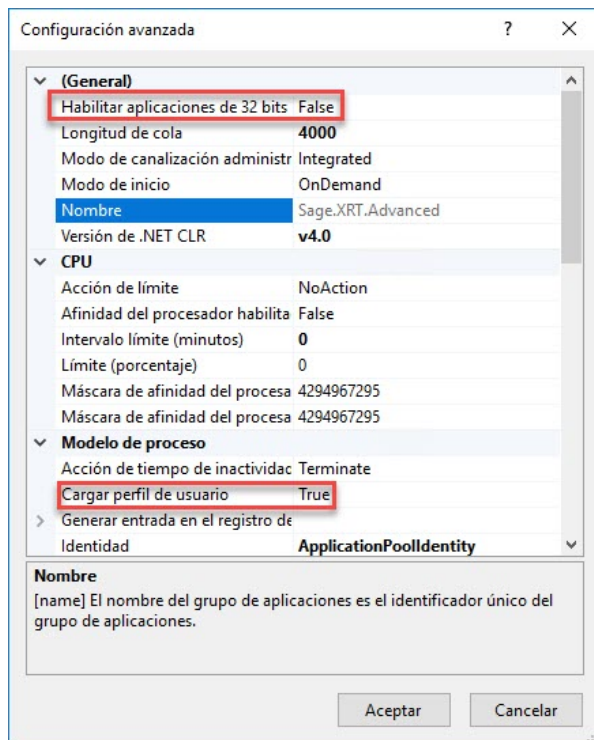 Configuración avanzada ? ×
(General)
Habilitar aplicaciones de 32 bits False
Longitud de cola 4000
Modo de canalización administr Integrated
Modo de inicio OnDemand
Nombre Sage.XRT.Advanced
Versión de .NET CLR v4.0
CPU
Acción de límite NoAction
Afinidad del procesador habilita False
Intervalo límite (minutos) 0
Límite (porcentaje) 0
Máscara de afinidad del procesa 4294967295
Máscara de afinidad del procesa 4294967295
Modelo de proceso
Acción de tiempo de inactividad Terminate
Cargar perfil de usuario True
Generar entrada en el registro de
Identidad ApplicationPoolIdentity
Nombre
[name] El nombre del grupo de aplicaciones es el identificador único del
grupo de aplicaciones.
Aceptar Cancelar